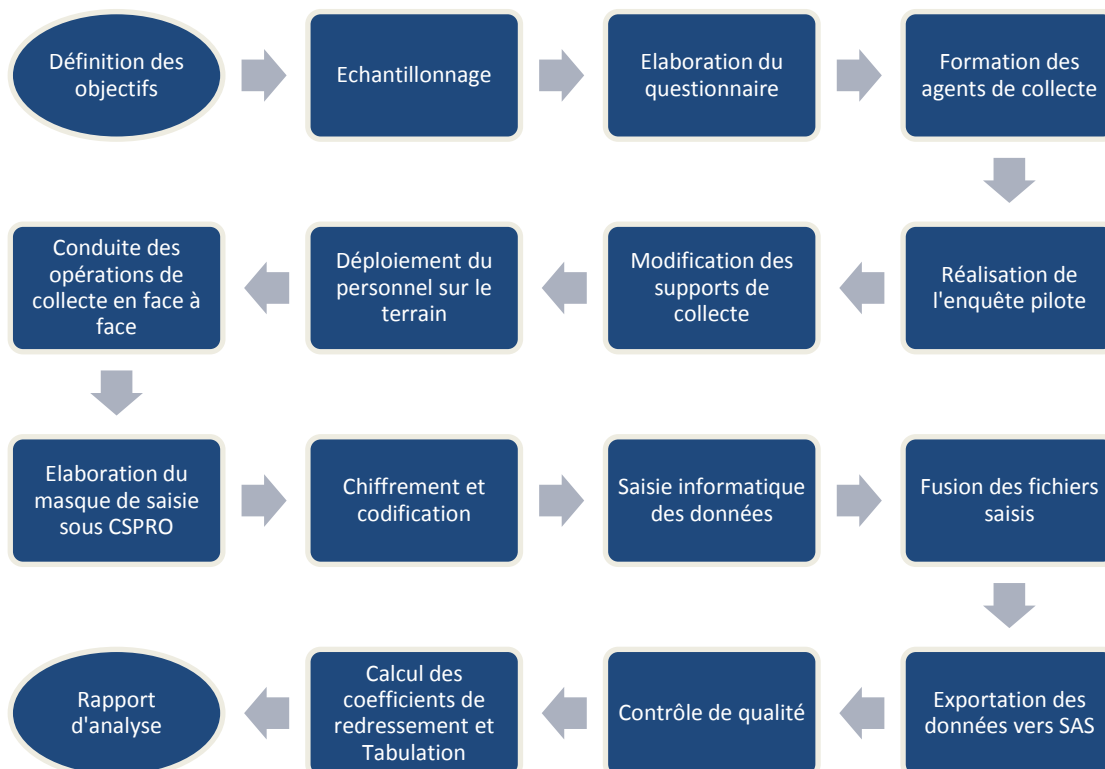 Définition des
objectifs
Echantillonnage
Elaboration du
questionnaire
Formation des
agents de collecte
Réalisation de
l'enquête pilote
Modification des
supports de
collecte
Déploiement du
personnel sur le
terrain
Conduite des
opérations de
collecte en face à
face
Elaboration du
masque de saisie
sous CSPRO
Chiffrement et
codification
Saisie informatique
des données
Fusion des fichiers
saisis
Exportation des
données vers SAS
Contrôle de qualité
Calcul des
coefficients de
redressement et
Tabulation
Rapport
d'analyse